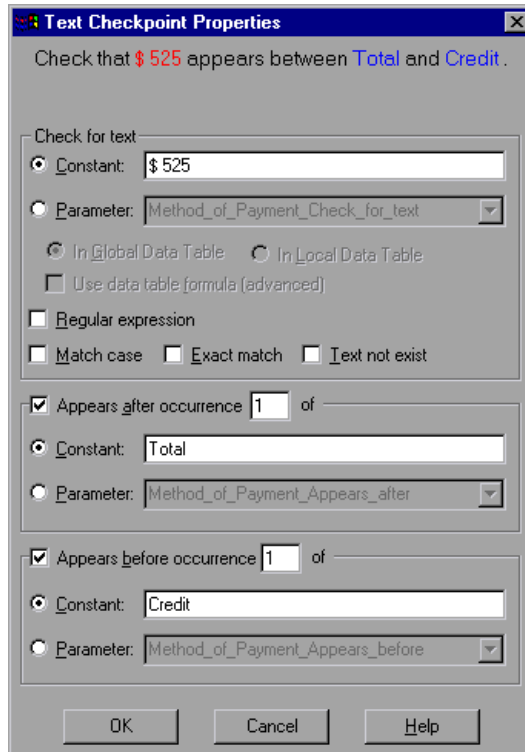 Text Checkpoint Properties
Check that $ 525 appears between Total and Credit .
Check for text
Constant: $ 525
Parameter: Method_of_Payment_Check_for_text
In Global Data Table In Local Data Table
Use data table formula (advanced)
Regular expression
Match case Exact match Text not exist
Appears after occurrence 1 of
Constant: Total
Parameter: Method_of_Payment_Appears_after
Appears before occurrence 1 of
Constant: Credit
Parameter: Method_of_Payment_Appears_before
OK Cancel Help